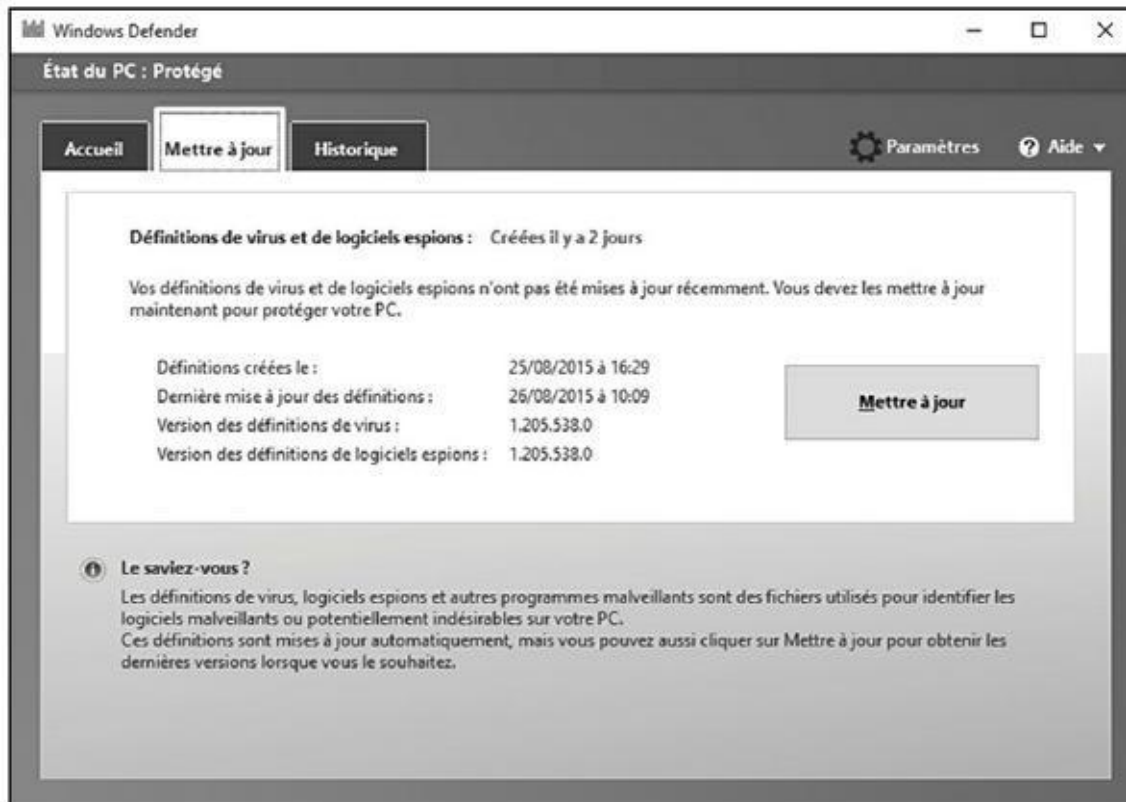 Windows Defender
État du PC : Protégé
Accueil
Mettre à jour
Historique
Paramètres
Aide
Définitions de virus et de logiciels espions : Créées il y a 2 jours
Vos définitions de virus et de logiciels espions n'ont pas été mises à jour récemment. Vous devez les mettre à jour
maintenant pour protéger votre PC.
Définitions créées le : 25/08/2015 à 16:29
Dernière mise à jour des définitions : 26/08/2015 à 10:09
Version des définitions de virus : 1.205.538.0
Version des définitions de logiciels espions : 1.205.538.0
Mettre à jour
Le saviez-vous ?
Les définitions de virus, logiciels espions et autres programmes malveillants sont des fichiers utilisés pour identifier les
logiciels malveillants ou potentiellement indésirables sur votre PC.
Ces définitions sont mises à jour automatiquement, mais vous pouvez aussi cliquer sur Mettre à jour pour obtenir les
dernières versions lorsque vous le souhaitez.